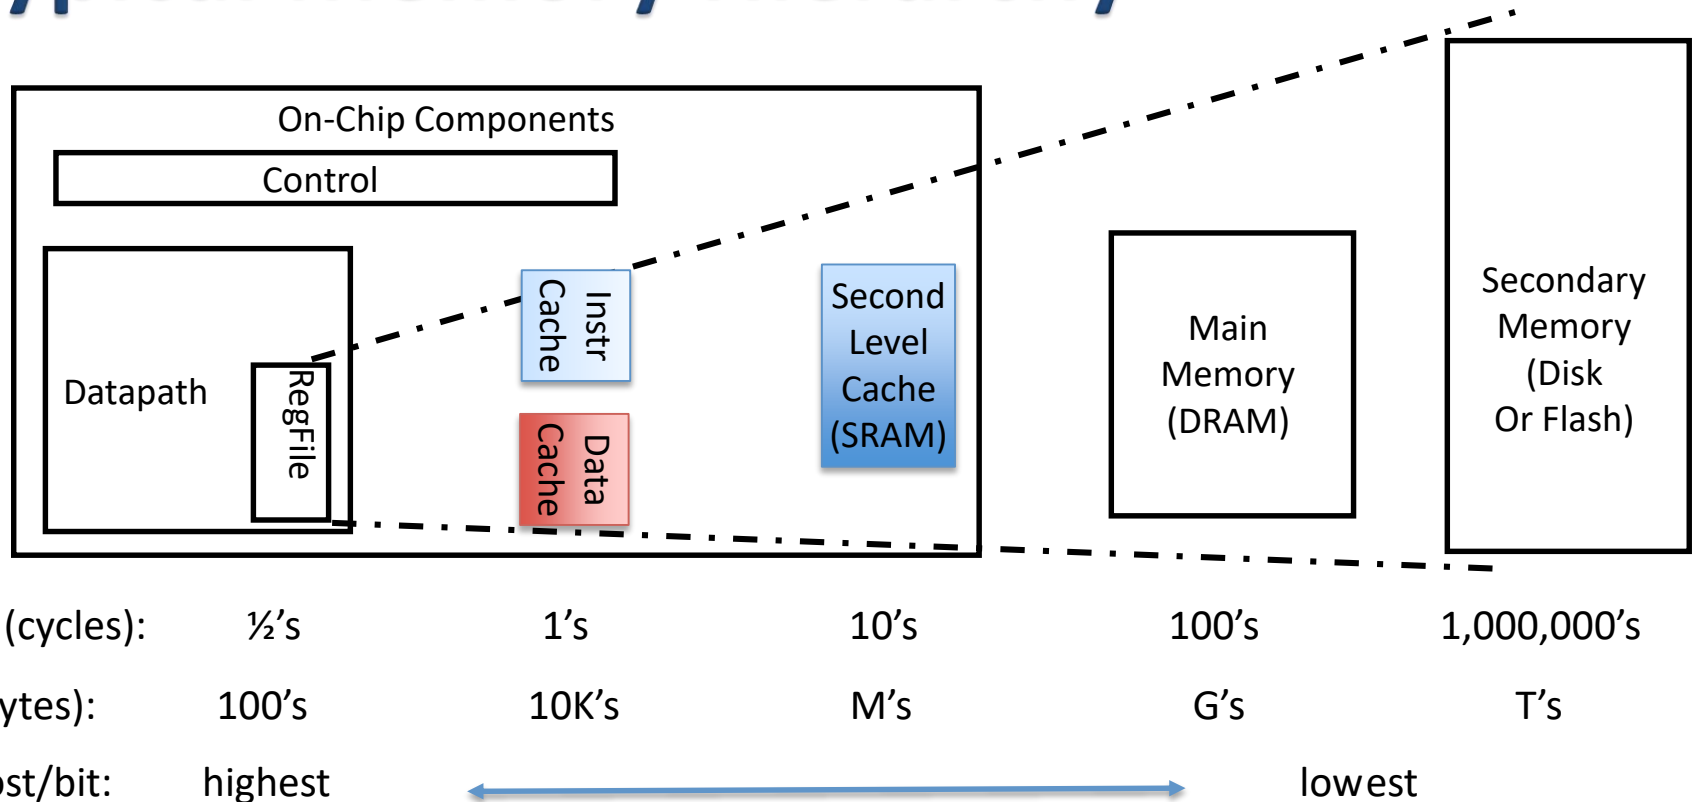 On-Chip Components
Control
Datapath
RegFile
Instr
Cache
Data
Cache
Second
Level
Cache
(SRAM)
Main
Memory
(DRAM)
Secondary
Memory
(Disk
Or Flash)
(cycles): ½’s 1’s 10’s 100’s 1,000,000’s
ytes): 100’s 10K’s M’s G’s T’s
ost/bit: highest lowest